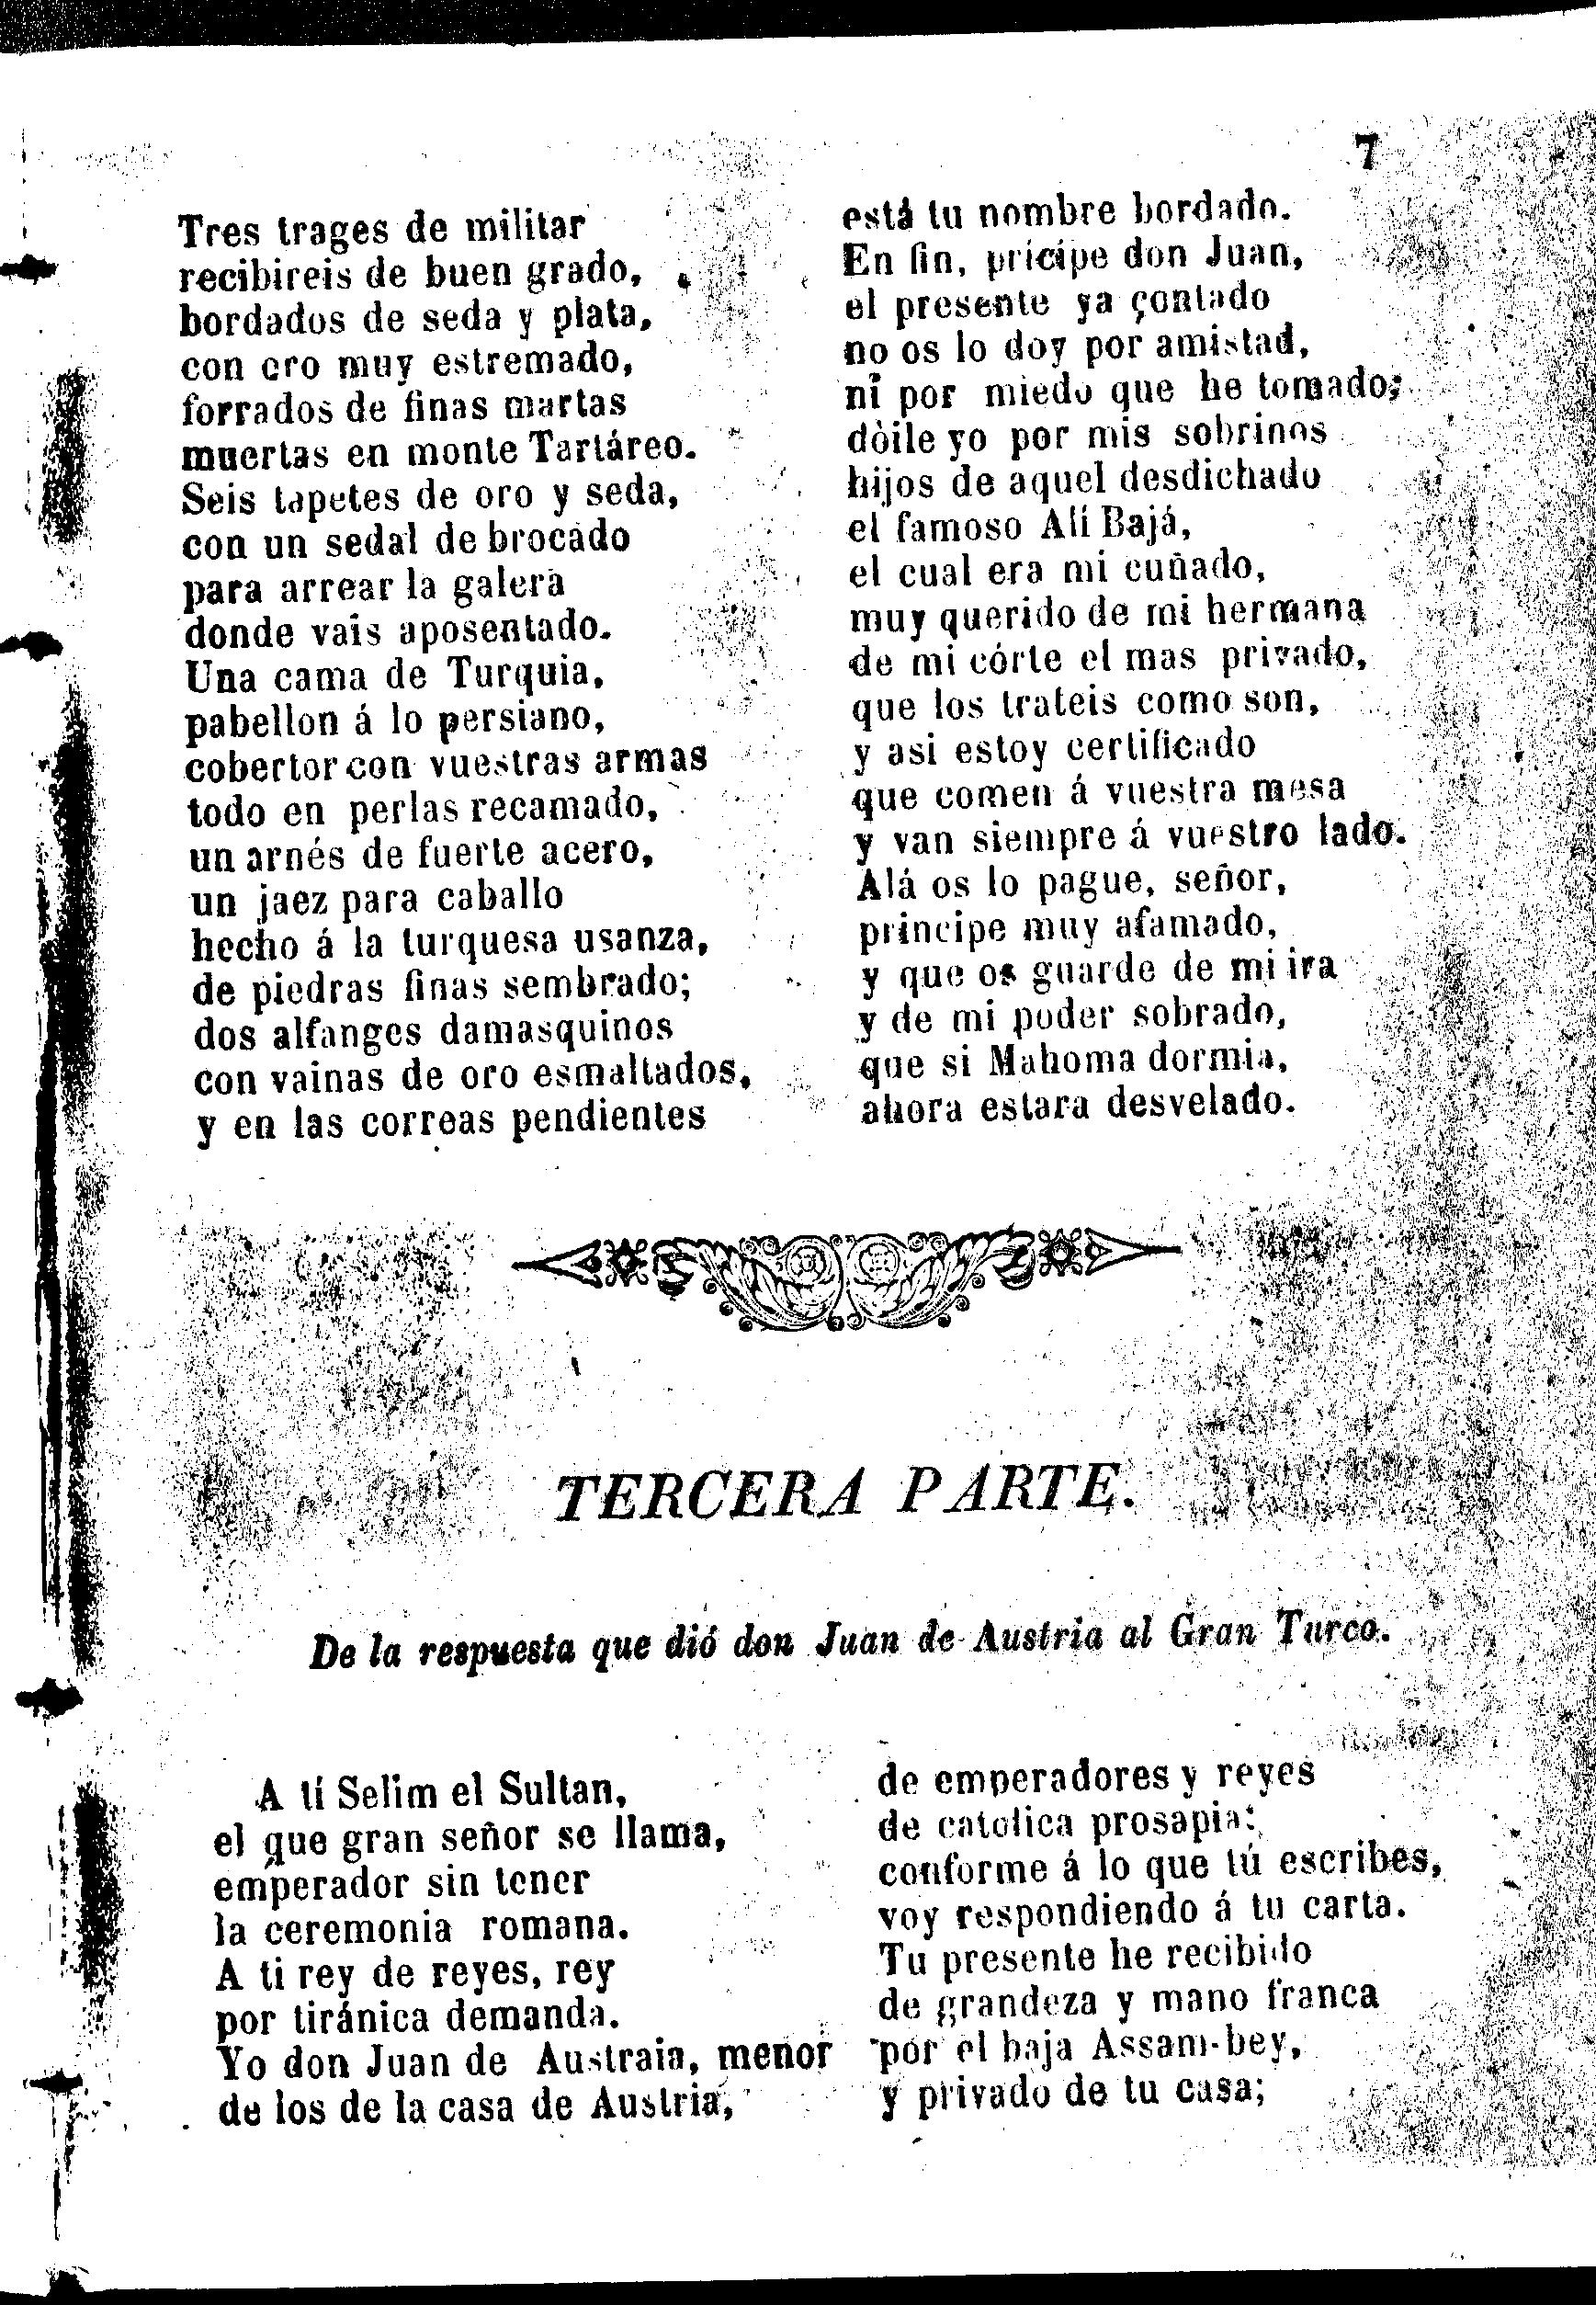 7
Tres trages de militar
recibireis de buen grado,
bordados de seda y plata,
con oro muy estremado,
forrados de finas martas
muertas en monte Tartáreo.
Seis tapetes de oro y seda,
con un sedal de brocado
para arrear la galera
donde vais aposentado.
Una cama de Turquia,
pabellon á lo persiano,
cobertor con vuestras armas
todo en perlas recamado,
un arnés de fuerte acero,
un jaez para caballo
hecho á la turquesa usanza,
de piedras finas sembrado;
dos alfanges damasquinos
con vainas de oro esmaltados,
y en las correas pendientes
está tu nombre bordado.
En fin, prícipe don Juan,
el presente ya contado
no os lo doy por amistad,
ni por miedo que he tomado;
dòile yo por mis sobrinos
hijos de aquel desdichado
el famoso Alí Bajá,
el cual era mi cuñado,
muy querido de mi hermana
de mi córte el mas privado,
que los trateis como son,
y asi estoy certificado
que comen á vuestra mesa
y van siempre á vuestro lado.
Alá os lo pague, señor,
principe muy afamado,
y que os guarde de mi ira
y de mi poder sobrado,
que si Mahoma dormia,
ahora estara desvelado.
TERCERA PARTE.
De la respuesta que dió don Juan de Austria al Gran Turco.
A tí Selim el Sultan,
el que gran señor se llama,
emperador sin tener
la ceremonia romana.
A ti rey de reyes, rey
por tiránica demanda.
Yo don Juan de Austraia, menor
de los de la casa de Austria,
de emperadores y reyes
de catolica prosapia:
conforme á lo que tú escribes,
voy respondiendo á tu carta.
Tu presente he recibido
de grandeza y mano franca
por el baja Assam-bey,
y privado de tu casa;